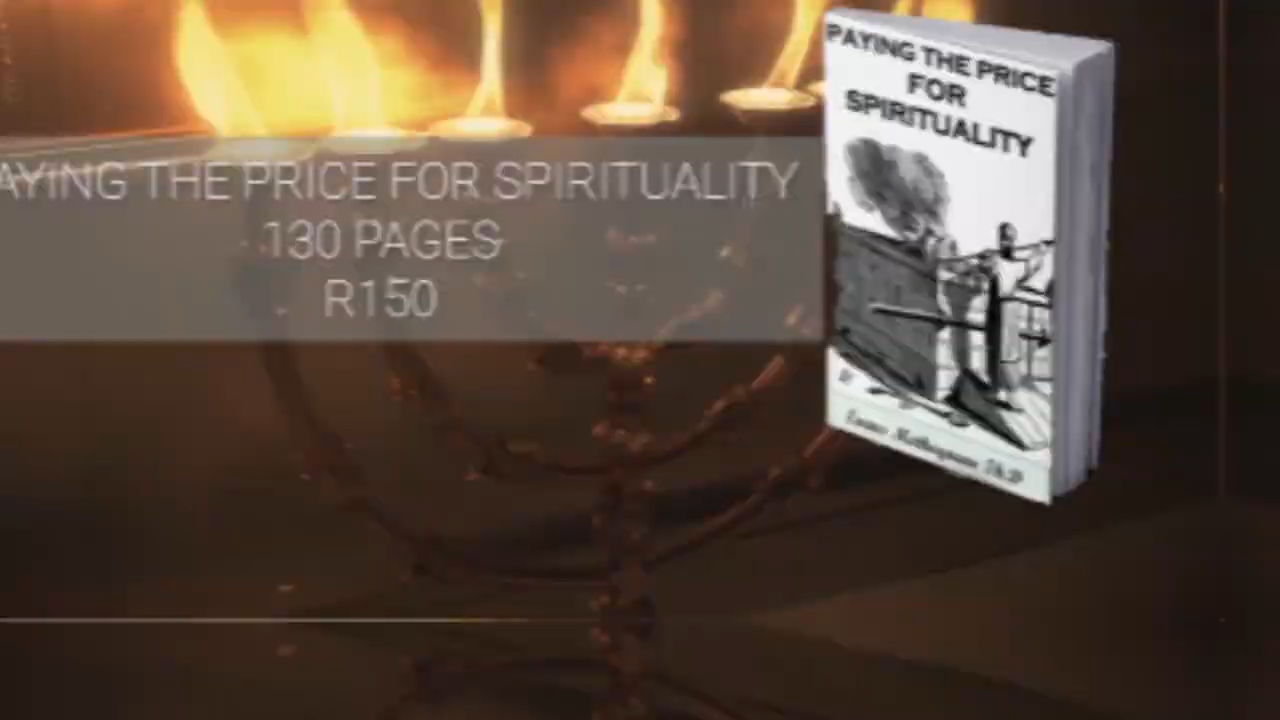 AYING THE PRICE FOR SPIRITUALITY
130 PAGES
R150
PAYING THE PRICE
FOR
SPIRITUALITY